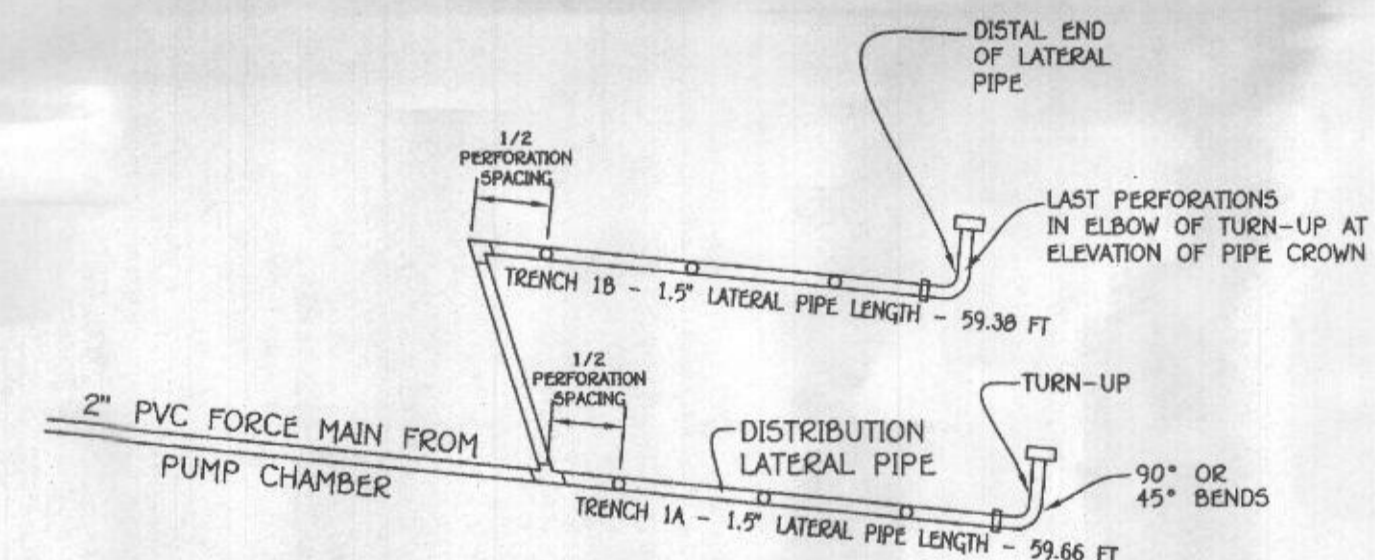 DISTAL END
OF LATERAL
PIPE
1/2
PERFORATION
SPACING
LAST PERFORATIONS
IN ELBOW OF TURN-UP AT
ELEVATION OF PIPE CROWN
TRENCH 1B - 1.5" LATERAL PIPE LENGTH - 59.38 FT
1/2
PERFORATION
SPACING
TURN-UP
2" PVC FORCE MAIN FROM
PUMP CHAMBER
DISTRIBUTION
LATERAL PIPE
90° OR
45° BENDS
TRENCH 1A - 1.5" LATERAL PIPE LENGTH - 59.66 FT